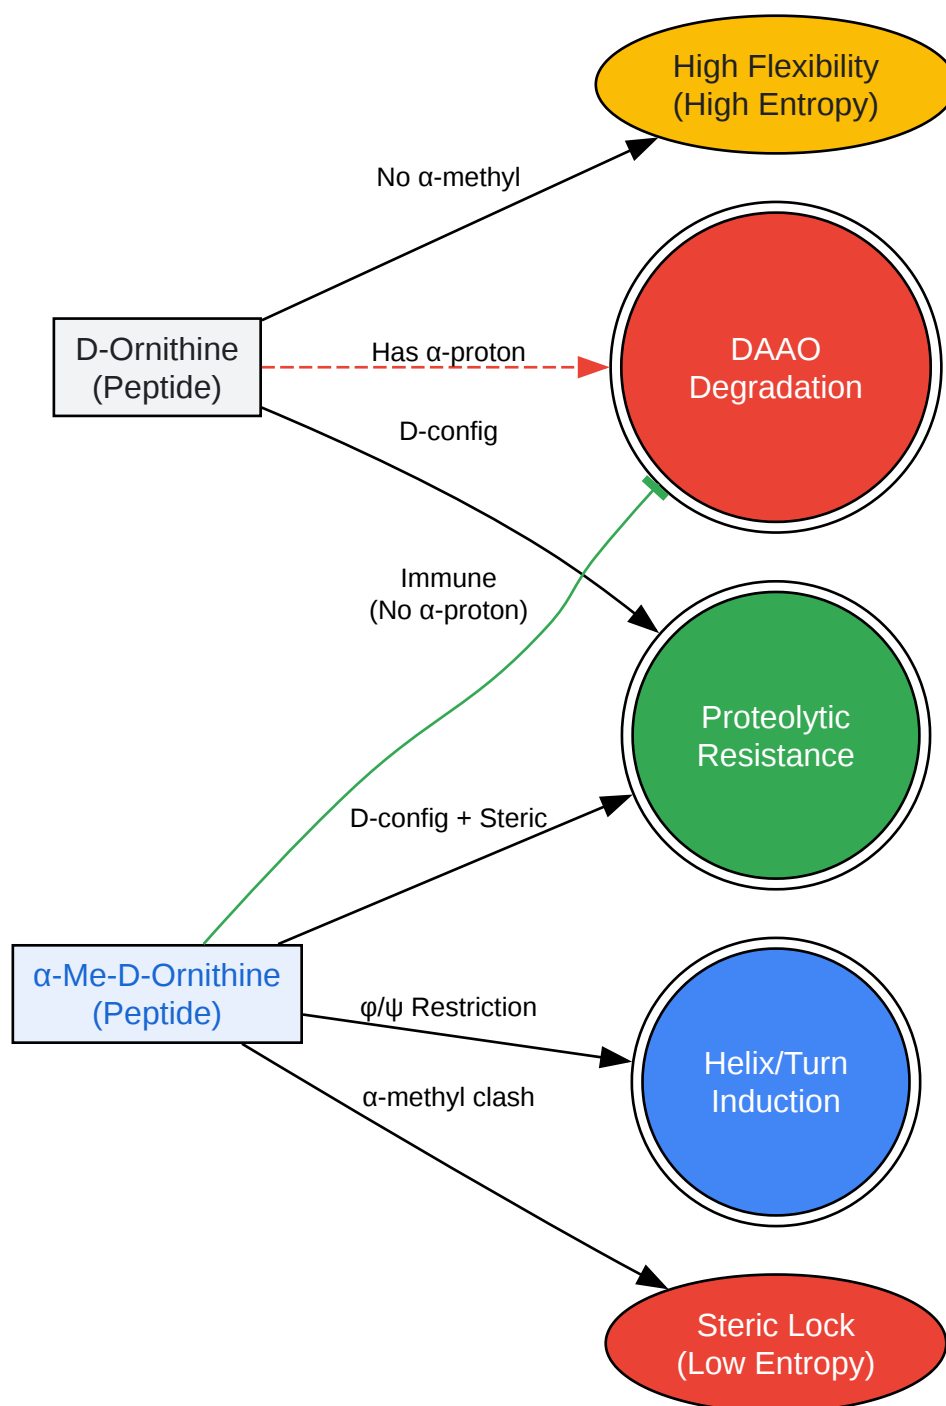 High Flexibility
(High Entropy)
No α-methyl
D-Ornithine
(Peptide)
Has α-proton
DAAO
Degradation
D-config
Immune
(No α-proton)
Proteolytic
Resistance
D-config + Steric
α-Me-D-Ornithine
(Peptide)
φ/ψ Restriction
Helix/Turn
Induction
α-methyl clash
Steric Lock
(Low Entropy)